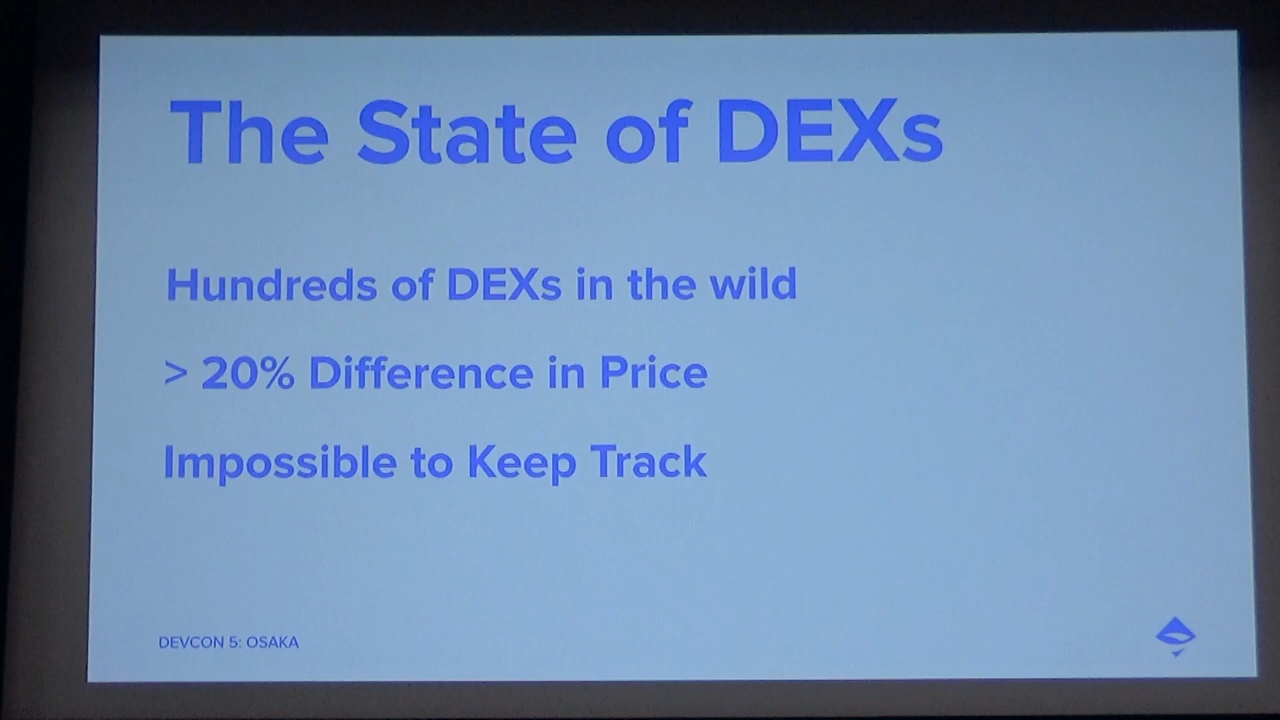 The State of DEXs
Hundreds of DEXs in the wild
> 20% Difference in Price
Impossible to Keep Track
DEVCON 5: OSAKA